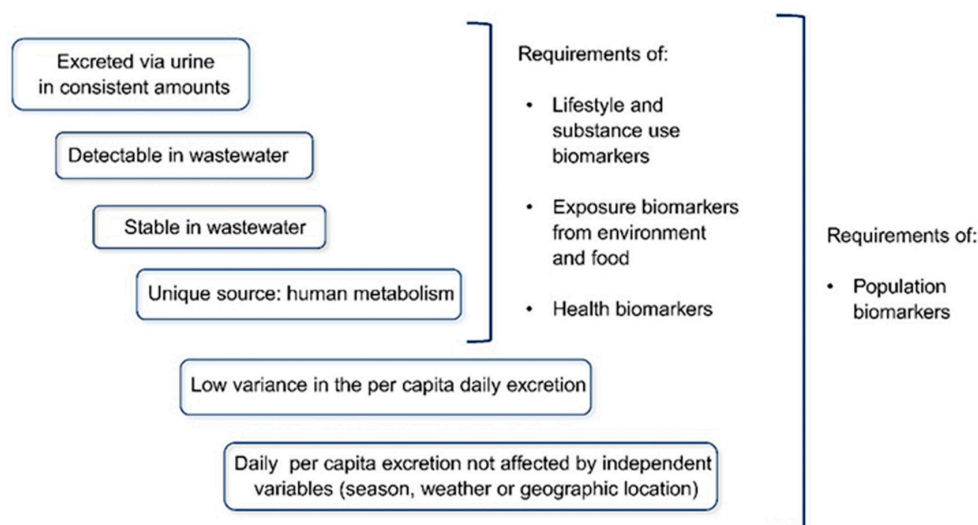 Excreted via urine
in consistent amounts
Detectable in wastewater
Stable in wastewater
Unique source: human metabolism
Low variance in the per capita daily excretion
Daily per capita excretion not affected by independent
variables (season, weather or geographic location)
Requirements of:
• Lifestyle and
substance use
biomarkers
• Exposure biomarkers
from environment
and food
• Health biomarkers
Requirements of:
• Population
biomarkers